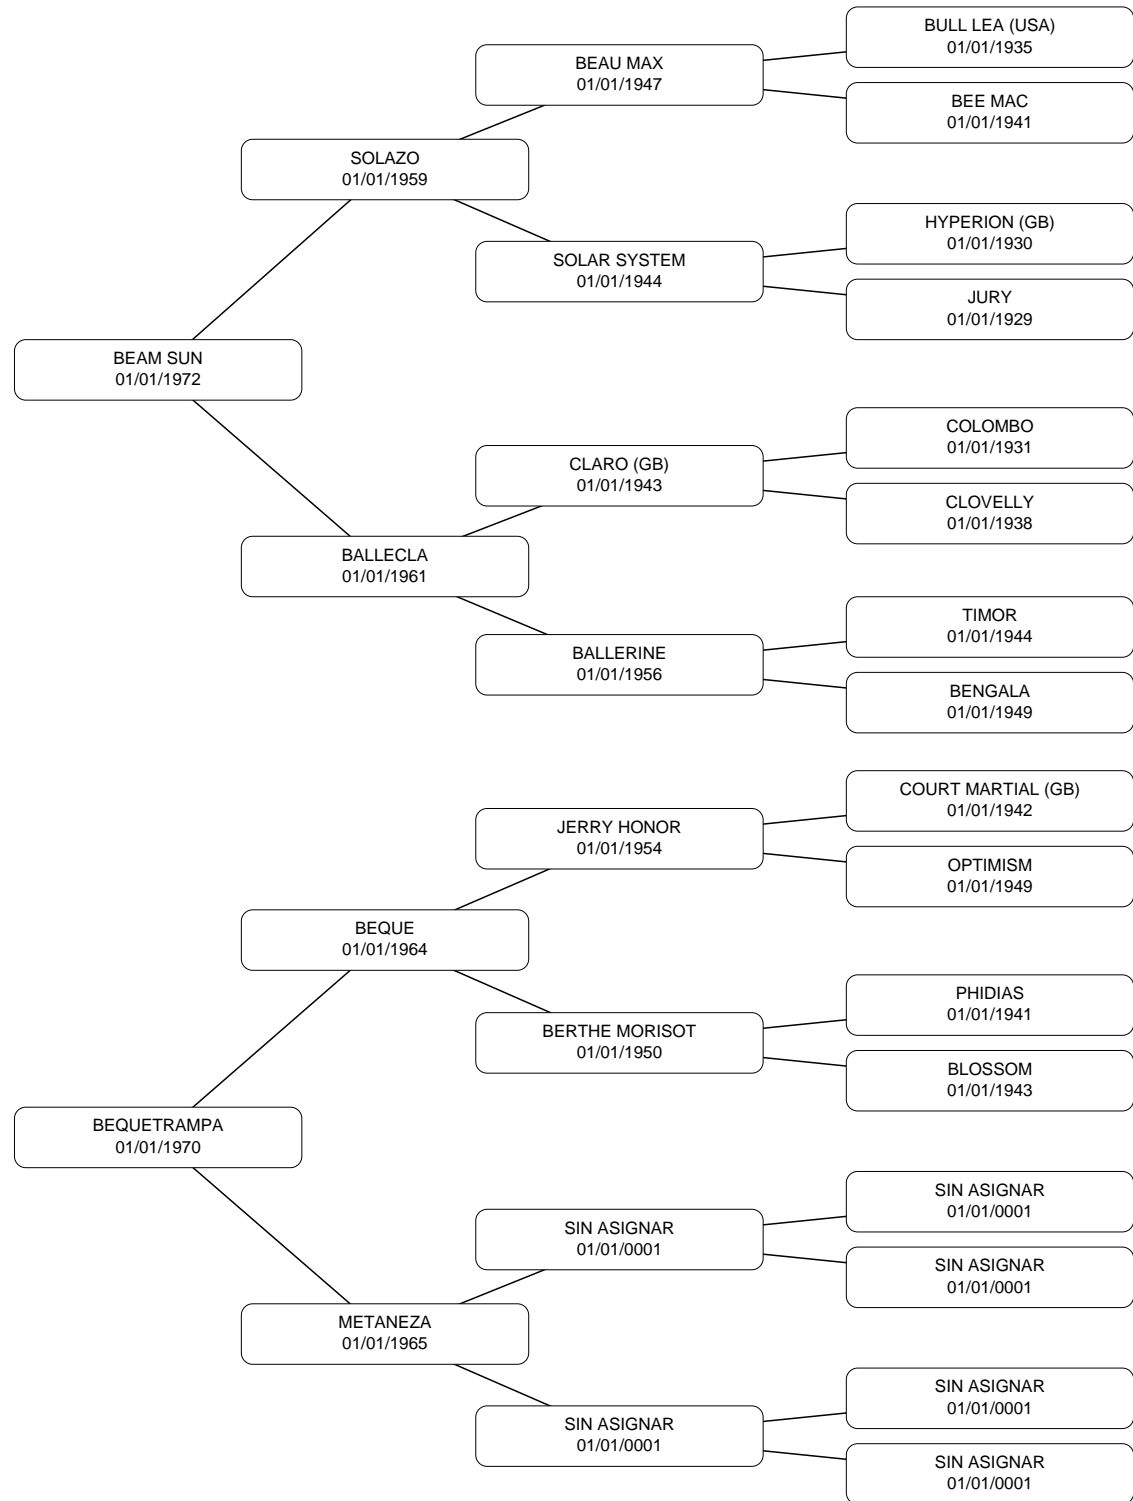 BULL LEA (USA)
01/01/1935
BEAU MAX
01/01/1947
BEE MAC
01/01/1941
SOLAZO
01/01/1959
HYPERION (GB)
01/01/1930
SOLAR SYSTEM
01/01/1944
JURY
01/01/1929
BEAM SUN
01/01/1972
COLOMBO
01/01/1931
CLARO (GB)
01/01/1943
CLOVELLY
01/01/1938
BALLECLA
01/01/1961
TIMOR
01/01/1944
BALLERINE
01/01/1956
BENGALA
01/01/1949
COURT MARTIAL (GB)
01/01/1942
JERRY HONOR
01/01/1954
OPTIMISM
01/01/1949
BEQUE
01/01/1964
PHIDIAS
01/01/1941
BERTHE MORISOT
01/01/1950
BLOSSOM
01/01/1943
BEQUETRAMPA
01/01/1970
SIN ASIGNAR
01/01/0001
SIN ASIGNAR
01/01/0001
SIN ASIGNAR
01/01/0001
METANEZA
01/01/1965
SIN ASIGNAR
01/01/0001
SIN ASIGNAR
01/01/0001
SIN ASIGNAR
01/01/0001